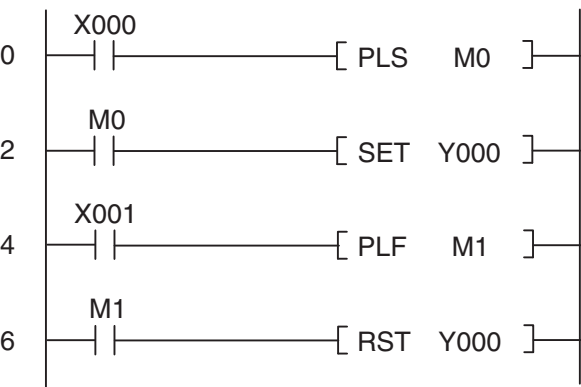 X000
0 PLS M0
M0
2 SET Y000
X001
4 PLF M1
M1
6 RST Y000